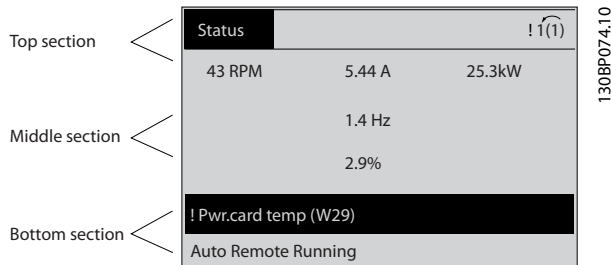 Top section
Status
! 1(1)
43 RPM 5.44 A 25.3kW
Middle section
1.4 Hz
2.9%
Bottom section
! Pwr.card temp (W29)
Auto Remote Running
130BP074.10